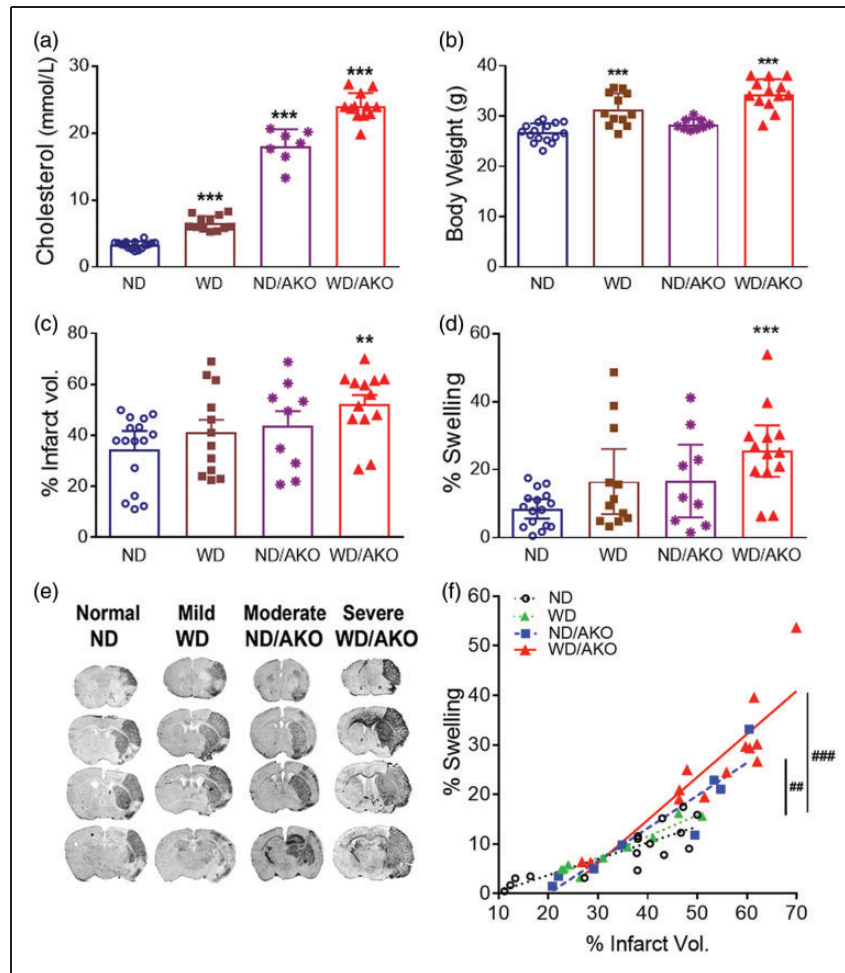 (a)
Cholesterol (mmol/L)
30
20
10
0
***
***
***
ND
WD
ND/AKO
WD/AKO
(b)
Body Weight (g)
40
30
20
10
0
***
***
ND
WD
ND/AKO
WD/AKO
(c)
% Infarct vol.
80
60
40
20
0
**
ND
WD
ND/AKO
WD/AKO
(d)
% Swelling
60
40
20
0
***
ND
WD
ND/AKO
WD/AKO
(e)
Normal Mild Moderate Severe
ND WD ND/AKO WD/AKO
(f)
ND
WD
ND/AKO
WD/AKO
% Swelling
60
50
40
30
20
10
0
##
###
10 20 30 40 50 60 70
% Infarct Vol.